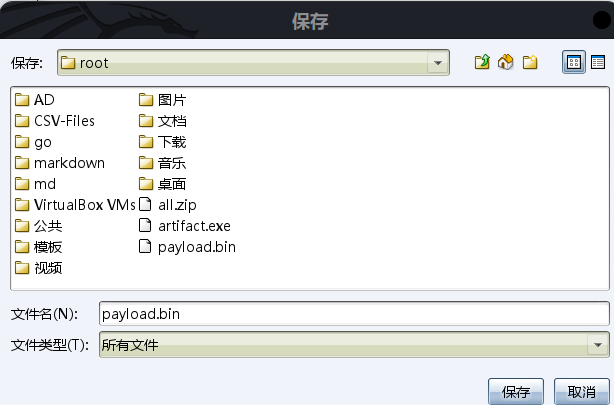 保存
保存: root
AD 图片
CSV-Files 文档
go 下载
markdown 音乐
md 桌面
VirtualBox VMs all.zip
公共 artifact.exe
模板 payload.bin
视频
文件名(N): payload.bin
文件类型(T): 所有文件
保存 取消